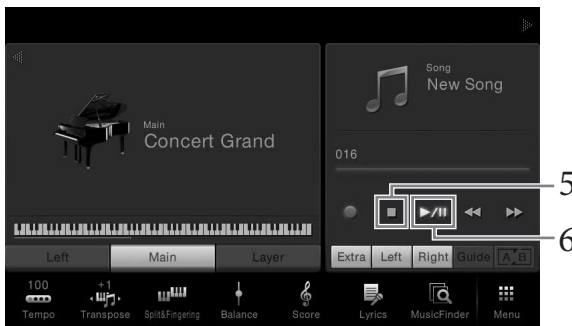 Song
New Song
Main
Concert Grand
016
5
6
Left
Main
Layer
Extra
Left
Right
Guide
A B
100
+1
Tempo
Transpose
Split&Fingering
Balance
Score
Lyrics
MusicFinder
Menu